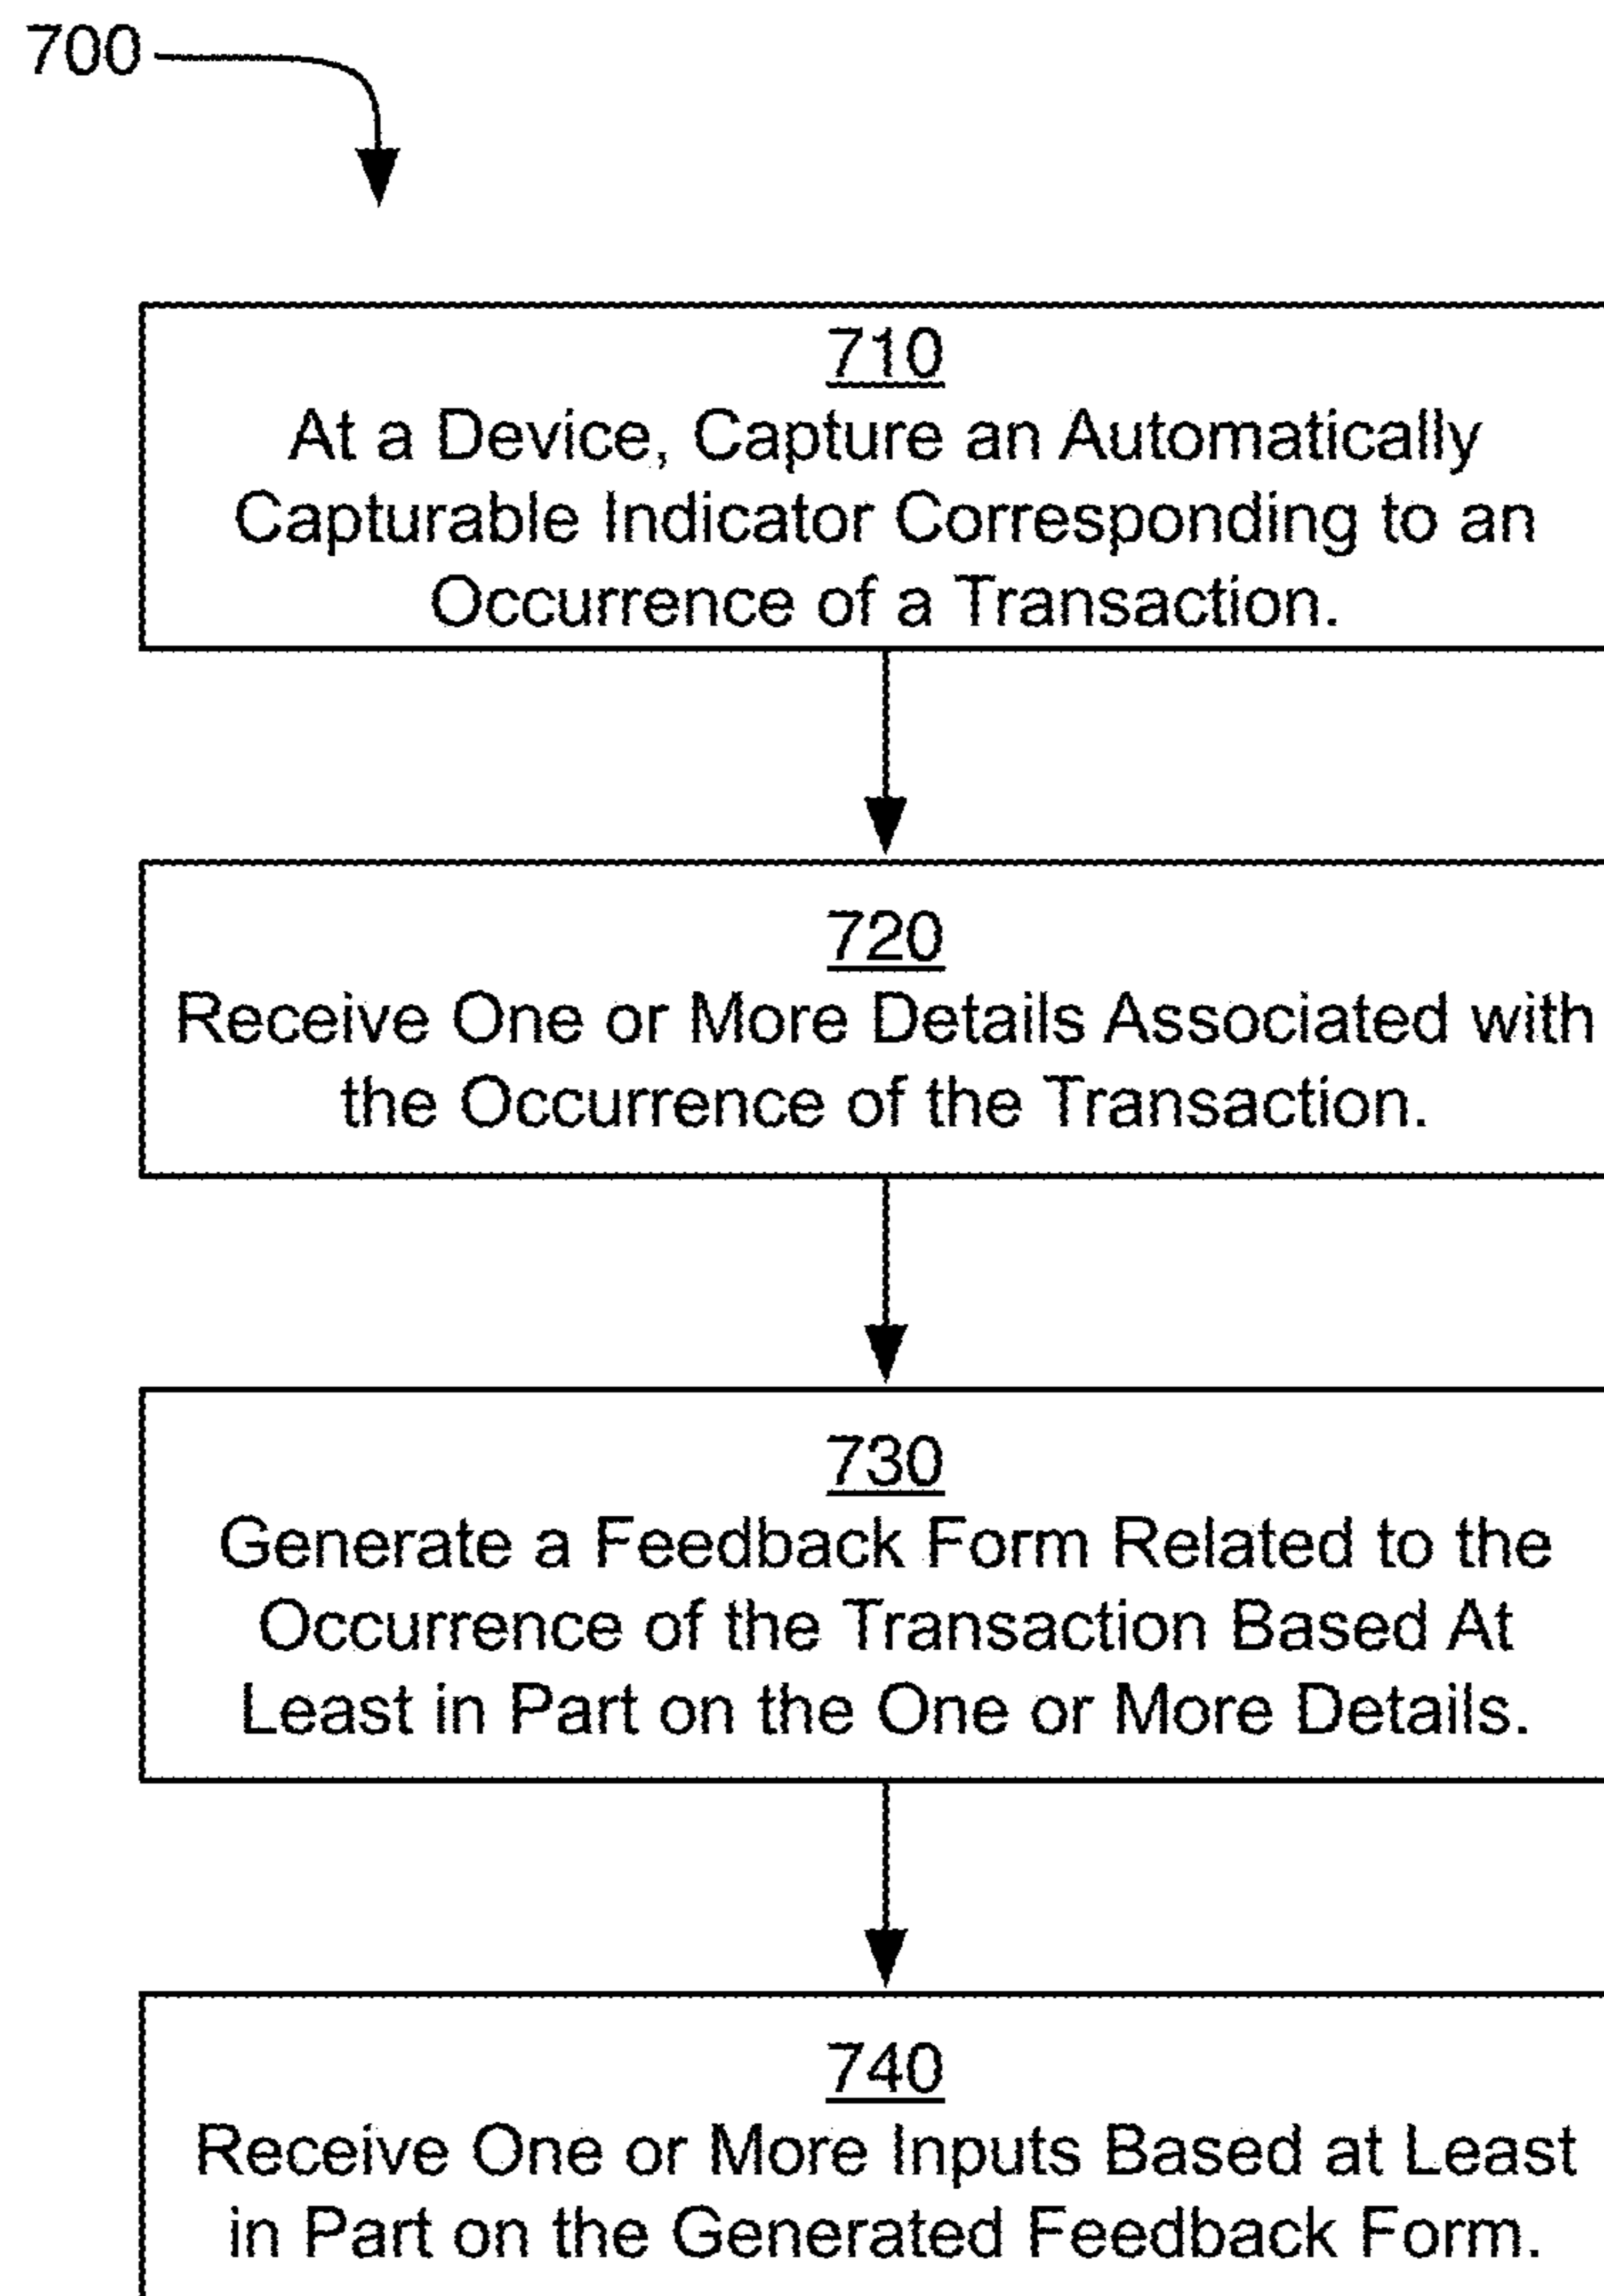 700
710
At a Device, Capture an Automatically
Capturable Indicator Corresponding to an
Occurrence of a Transaction.
720
Receive One or More Details Associated with
the Occurrence of the Transaction.
730
Generate a Feedback Form Related to the
Occurrence of the Transaction Based At
Least in Part on the One or More Details.
740
Receive One or More Inputs Based at Least
in Part on the Generated Feedback Form.